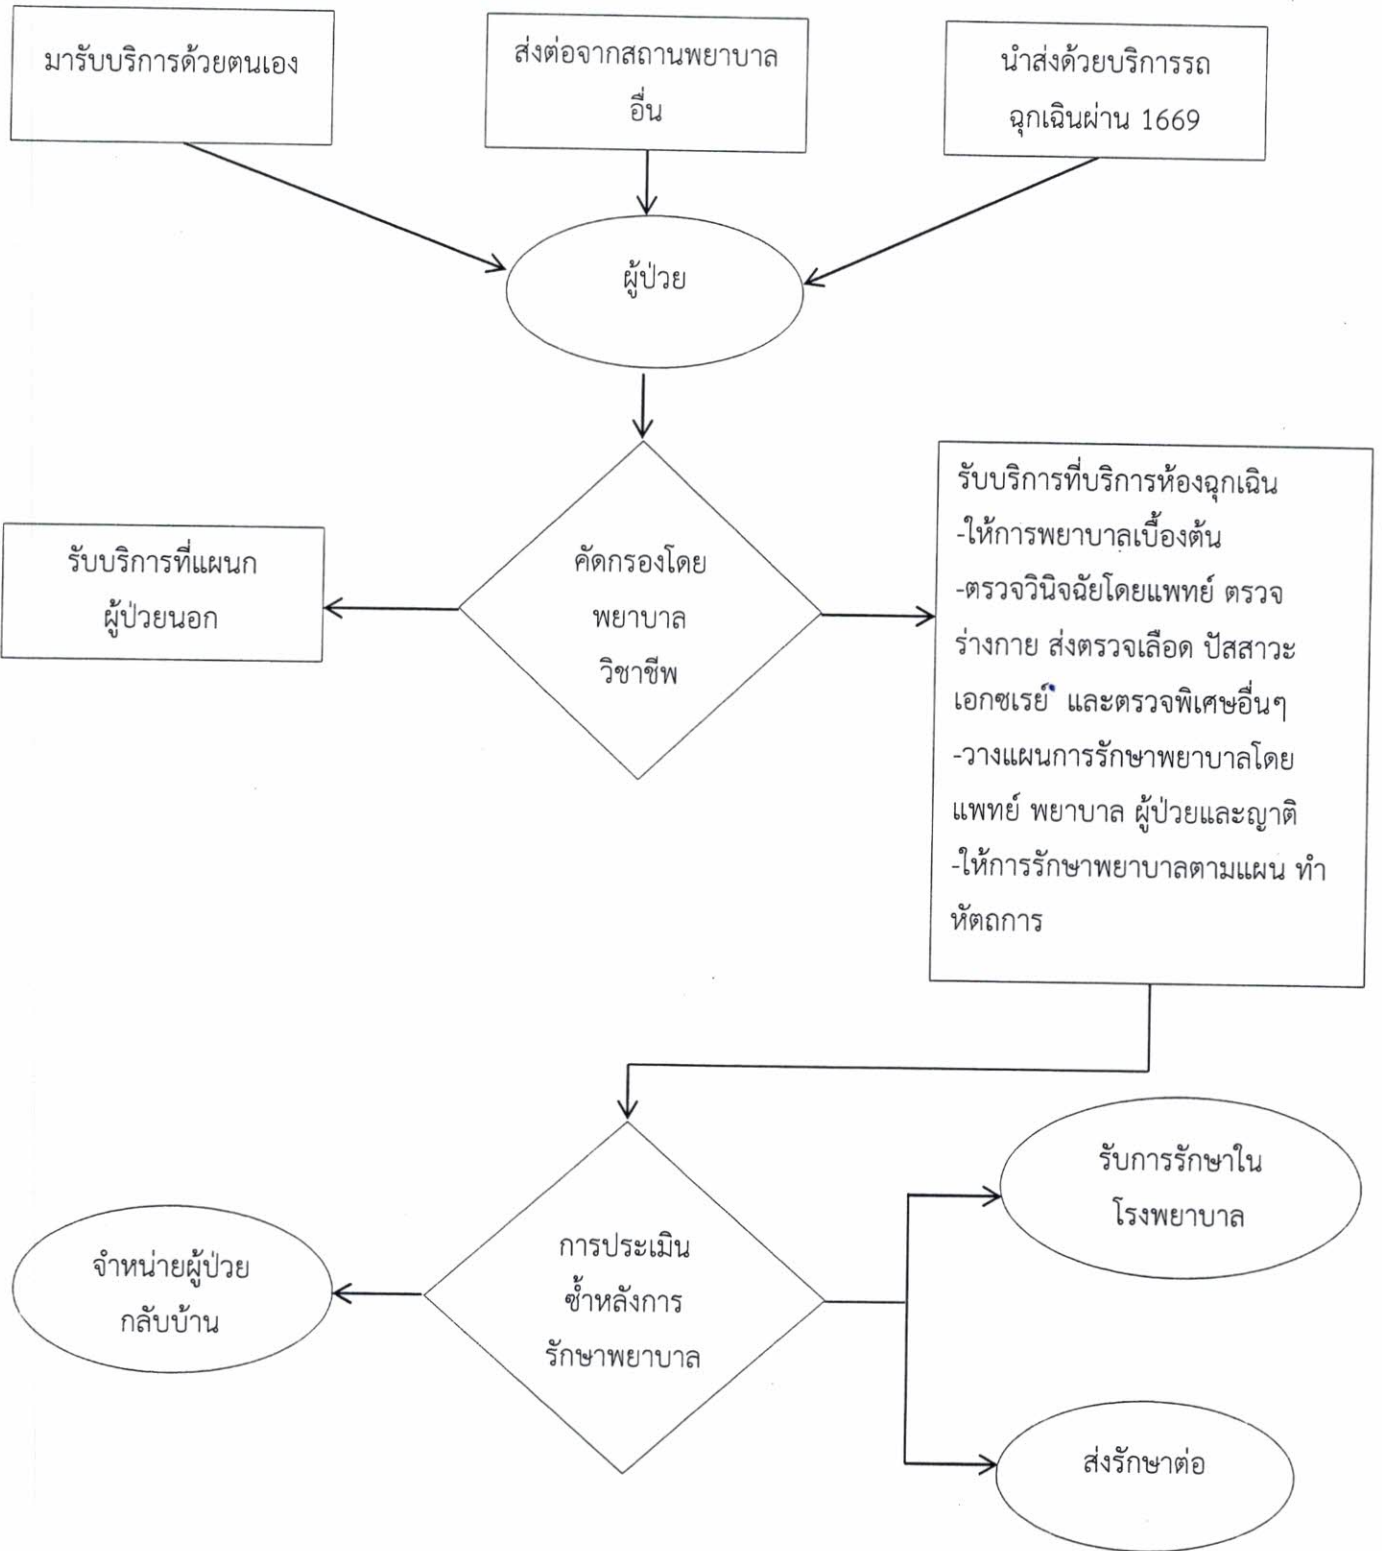 มารับบริการด้วยตนเอง
ส่งต่อจากสถานพยาบาล
อื่น
นำส่งด้วยบริการรถ
ฉุกเฉินผ่าน 1669
ผู้ป่วย
รับบริการที่แผนก
ผู้ป่วยนอก
คัดกรองโดย
พยาบาล
วิชาชีพ
รับบริการที่บริการห้องฉุกเฉิน
-ให้การพยาบาลเบื้องต้น
-ตรวจวินิจฉัยโดยแพทย์ ตรวจ
ร่างกาย ส่งตรวจเลือด ปัสสาวะ
เอกซเรย์ และตรวจพิเศษอื่นๆ
-วางแผนการรักษาพยาบาลโดย
แพทย์ พยาบาล ผู้ป่วยและญาติ
-ให้การรักษาพยาบาลตามแผน ทำ
หัตถการ
จำหน่ายผู้ป่วย
กลับบ้าน
การประเมิน
ซ้ำหลังการ
รักษาพยาบาล
รับการรักษาใน
โรงพยาบาล
ส่งรักษาต่อ